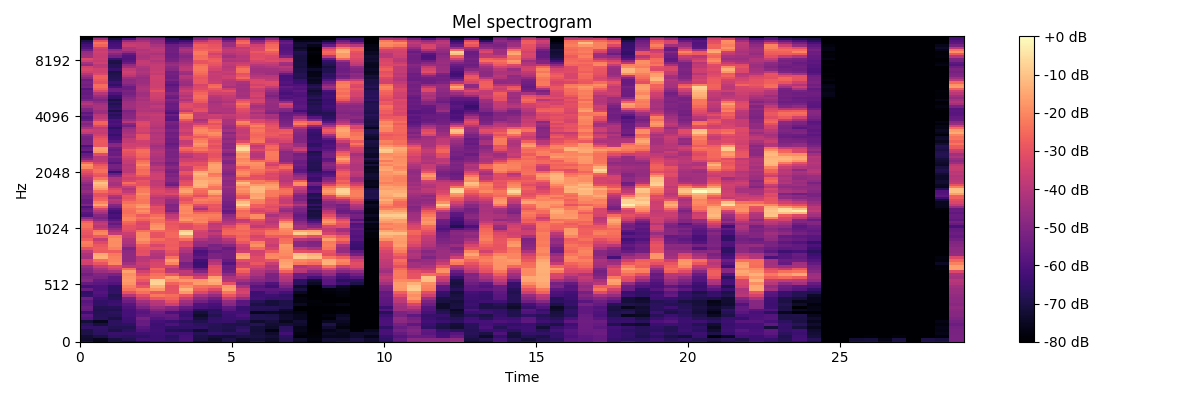 Mel spectrogram
Hz
8192
4096
2048
1024
512
0
0 5 10 15 20 25
Time
+0 dB
-10 dB
-20 dB
-30 dB
-40 dB
-50 dB
-60 dB
-70 dB
-80 dB